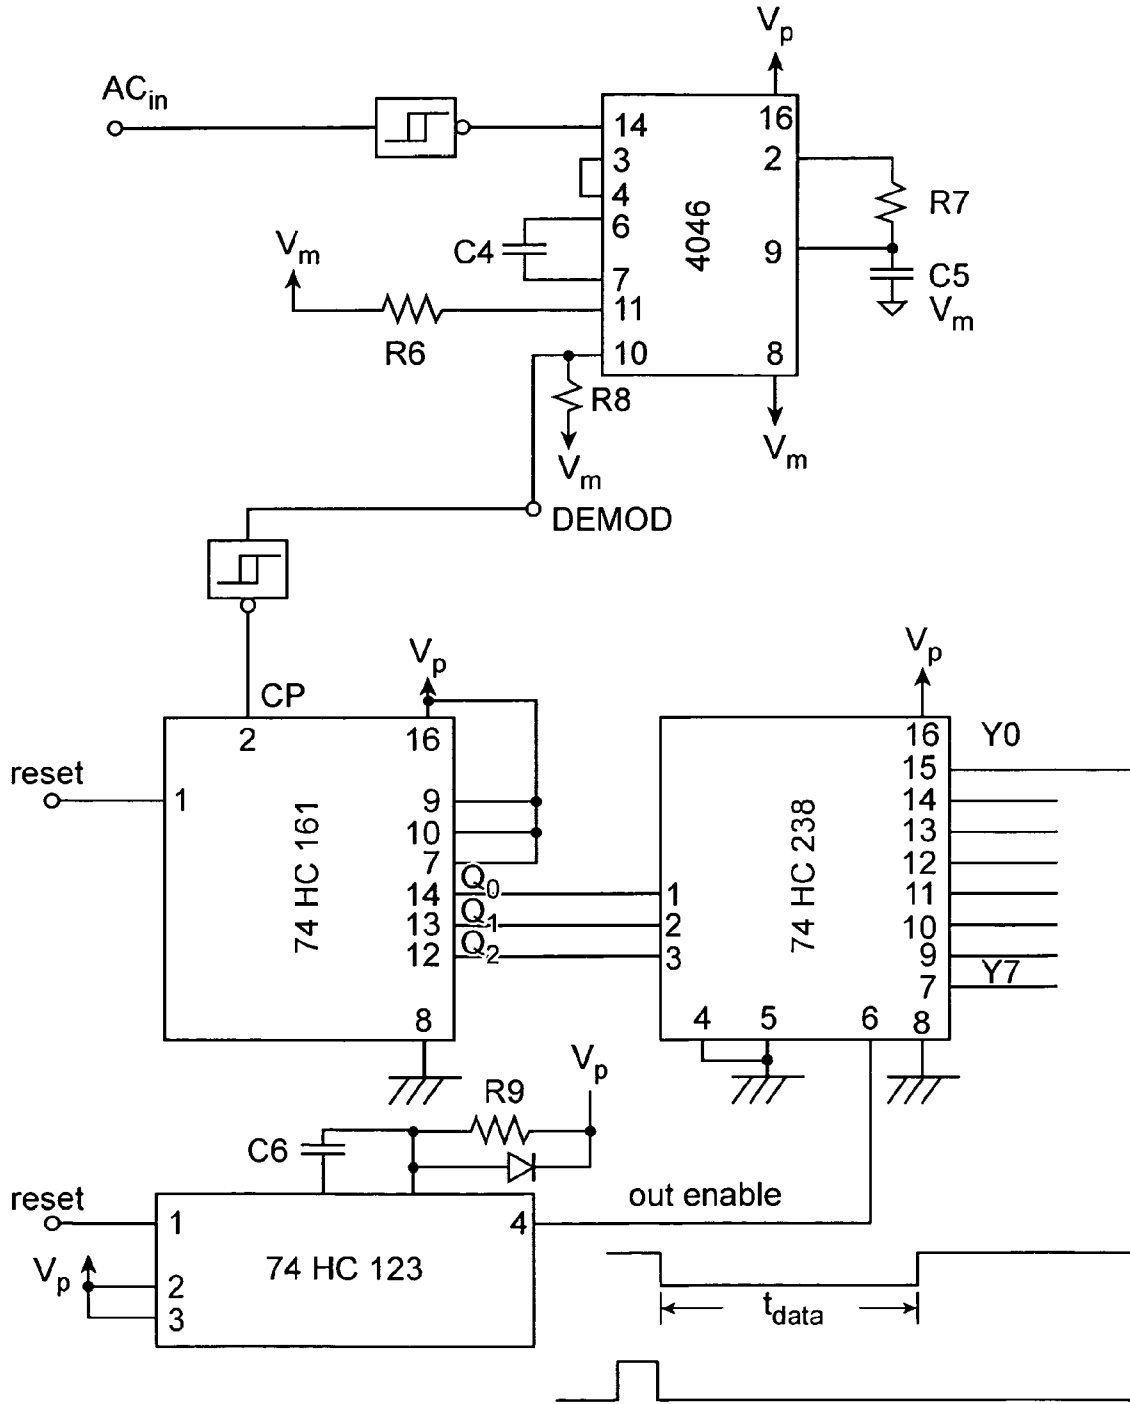 V_p
AC_in
14
16
3
2
4
R7
6
4046
V_m
C4
9
7
C5
11
V_m
R6
10
8
R8
V_m
V_m
DEMOD
CP
V_p
V_p
2
16
16
Y0
reset
15
1
9
14
10
13
7
12
74 HC 161
74 HC 238
Q_0
14
1
11
Q_1
13
2
10
Q_2
12
3
9
Y7
7
8
4
5
6
8
V_p
R9
C6
reset
out enable
1
4
V_p
2
74 HC 123
3
t_data